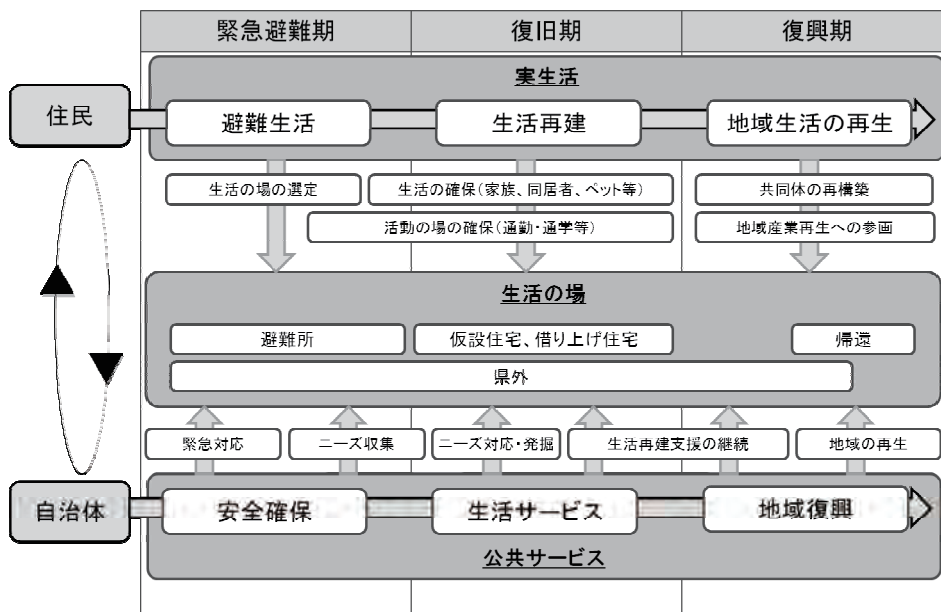 緊急避難期
復旧期
復興期
実生活
住民
避難生活
生活再建
地域生活の再生
生活の場の選定
生活の確保(家族、同居者、ペット等)
共同体の再構築
活動の場の確保(通勤・通学等)
地域産業再生への参画
生活の場
避難所
仮設住宅、借り上げ住宅
帰還
県外
緊急対応
ニーズ収集
ニーズ対応・発掘
生活再建支援の継続
地域の再生
自治体
安全確保
生活サービス
地域復興
公共サービス